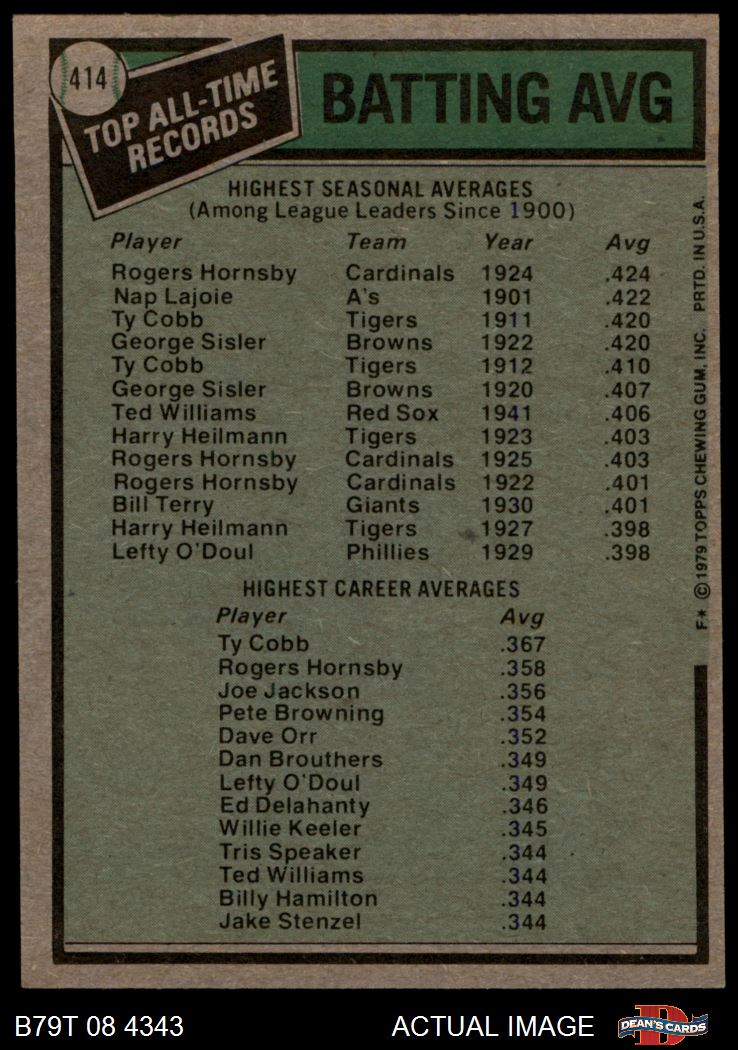 414
TOP ALL-TIME
RECORDS
BATTING AVG
HIGHEST SEASONAL AVERAGES
(Among League Leaders Since 1900)
Player Team Year Avg
Rogers Hornsby Cardinals 1924 .424
Nap Lajoie A's 1901 .422
Ty Cobb Tigers 1911 .420
George Sisler Browns 1922 .420
Ty Cobb Tigers 1912 .410
George Sisler Browns 1920 .407
Ted Williams Red Sox 1941 .406
Harry Heilmann Tigers 1923 .403
Rogers Hornsby Cardinals 1925 .403
Rogers Hornsby Cardinals 1922 .401
Bill Terry Giants 1930 .401
Harry Heilmann Tigers 1927 .398
Lefty O'Doul Phillies 1929 .398
HIGHEST CAREER AVERAGES
Player Avg
Ty Cobb .367
Rogers Hornsby .358
Joe Jackson .356
Pete Browning .354
Dave Orr .352
Dan Brouthers .349
Lefty O'Doul .349
Ed Delahanty .346
Willie Keeler .345
Tris Speaker .344
Ted Williams .344
Billy Hamilton .344
Jake Stenzel .344
F* © 1979 TOPPS CHEWING GUM, INC. PRTD. IN U.S.A.
B79T 08 4343 ACTUAL IMAGE
D
DEAN'S CARDS